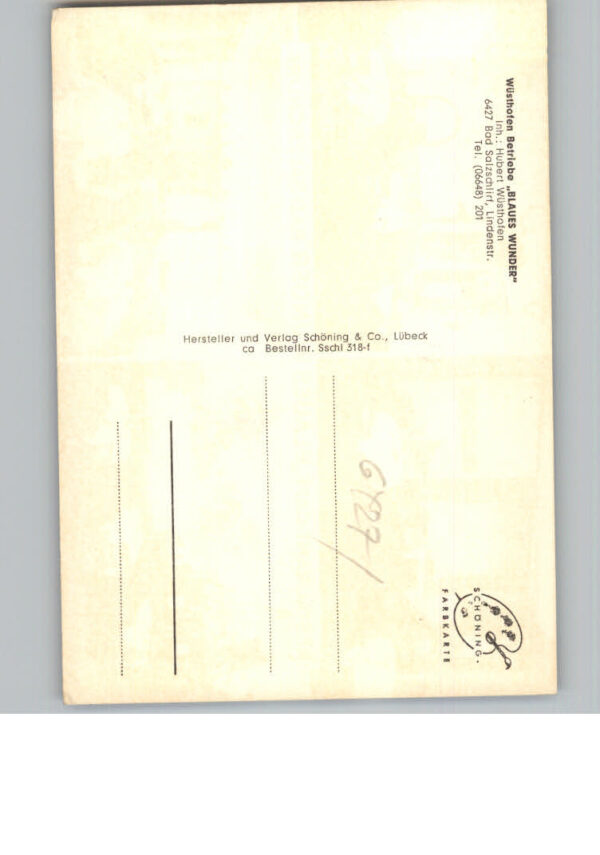 Wüsthofen Betriebe „BLAUES WUNDER"
Inh.: Hubert Wüsthofen
6427 Bad Salzschlirf, Lindenstr.
Tel. (06648) 201
Hersteller und Verlag Schöning & Co., Lübeck
ca Bestellnr. Sschl 318-f
6427/
SCHÖNING-
FARBKARTE